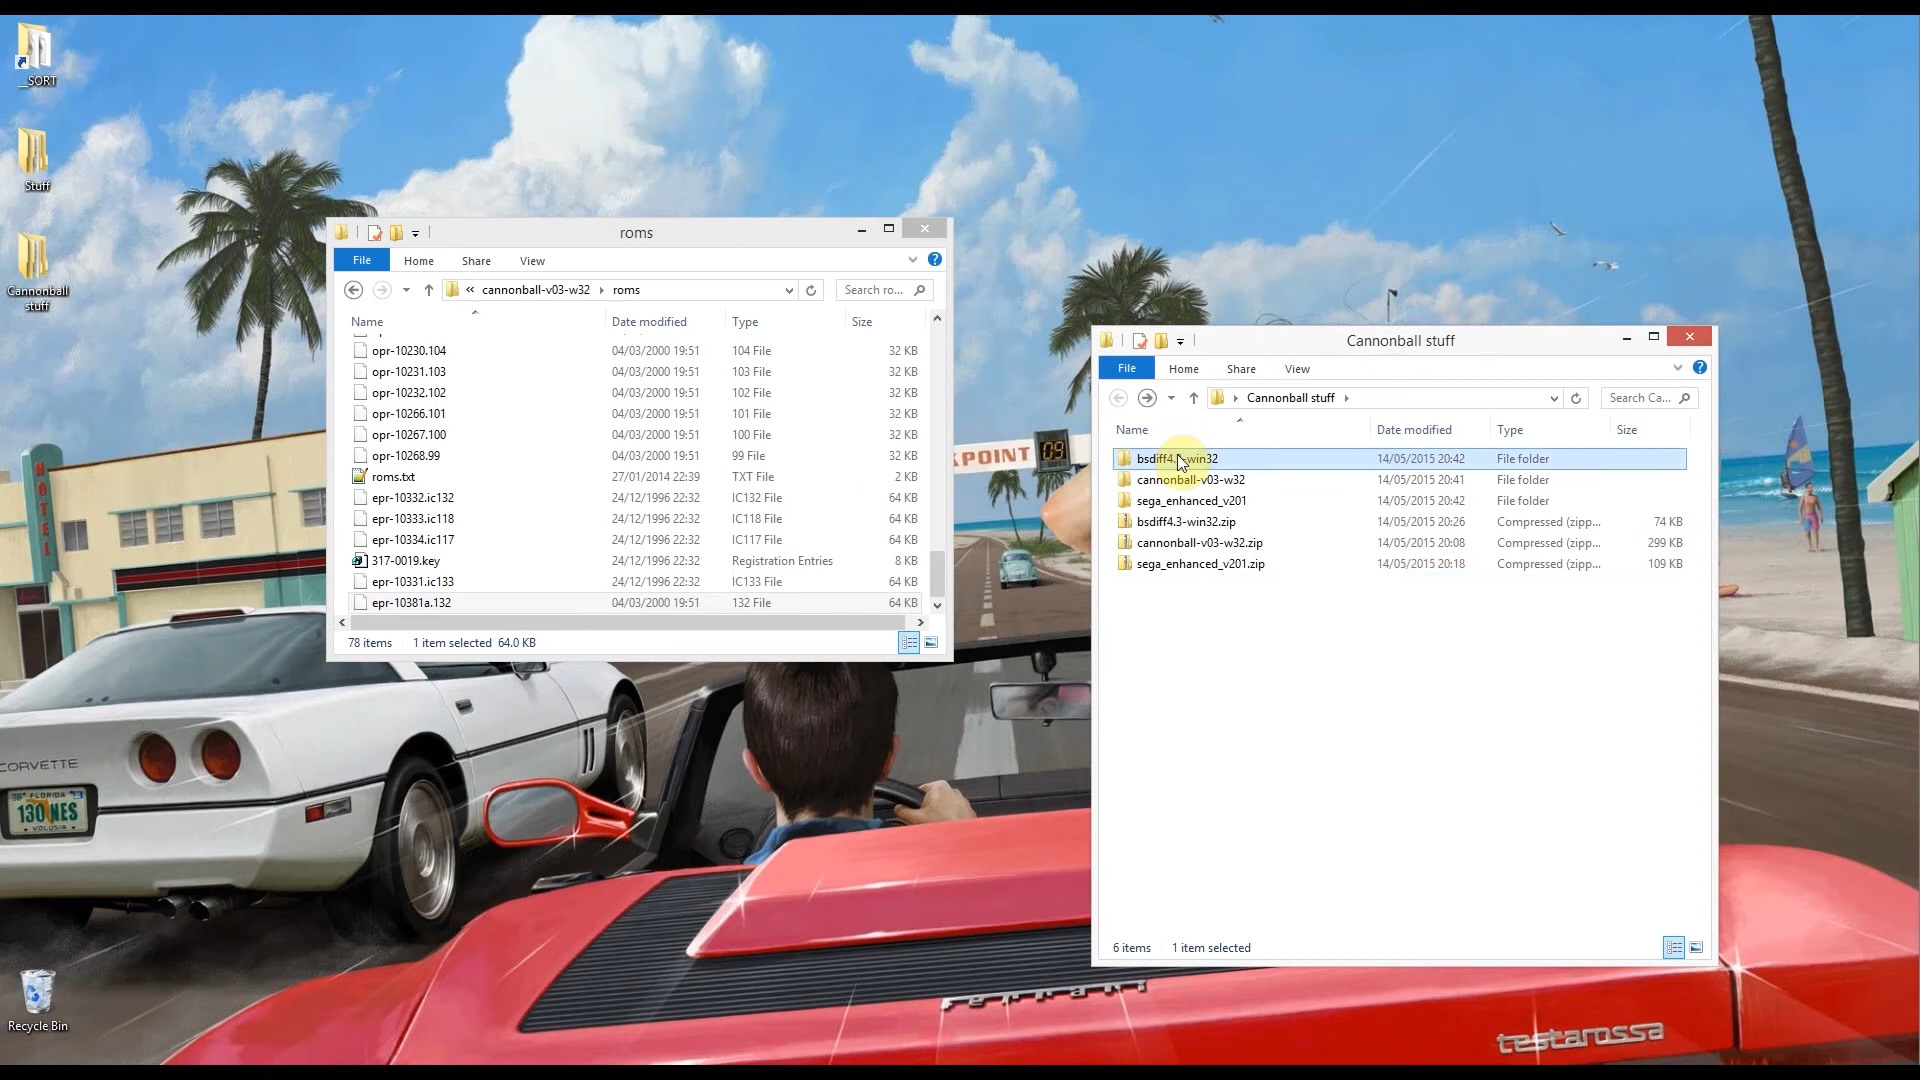 __SORT
Stuff
Cannonball
stuff
Recycle Bin
roms
File Home Share View
cannonball-v03-w32 roms
Search ro...
Name Date modified Type Size
opr-10230.104 04/03/2000 19:51 104 File 32 KB
opr-10231.103 04/03/2000 19:51 103 File 32 KB
opr-10232.102 04/03/2000 19:51 102 File 32 KB
opr-10266.101 04/03/2000 19:51 101 File 32 KB
opr-10267.100 04/03/2000 19:51 100 File 32 KB
opr-10268.99 04/03/2000 19:51 99 File 32 KB
roms.txt 27/01/2014 22:39 TXT File 2 KB
epr-10332.ic132 24/12/1996 22:32 IC132 File 64 KB
epr-10333.ic118 24/12/1996 22:32 IC118 File 64 KB
epr-10334.ic117 24/12/1996 22:32 IC117 File 64 KB
317-0019.key 24/12/1996 22:32 Registration Entries 8 KB
epr-10331.ic133 24/12/1996 22:32 IC133 File 64 KB
epr-10381a.132 04/03/2000 19:51 132 File 64 KB
78 items 1 item selected 64.0 KB
Cannonball stuff
File Home Share View
Cannonball stuff
Search Ca...
Name Date modified Type Size
bsdiff4.3-win32 14/05/2015 20:42 File folder
cannonball-v03-w32 14/05/2015 20:41 File folder
sega_enhanced_v201 14/05/2015 20:42 File folder
bsdiff4.3-win32.zip 14/05/2015 20:26 Compressed (zipp... 74 KB
cannonball-v03-w32.zip 14/05/2015 20:08 Compressed (zipp... 299 KB
sega_enhanced_v201.zip 14/05/2015 20:18 Compressed (zipp... 109 KB
6 items 1 item selected
KPOINT
09
HOTEL
CORVETTE
FLORIDA
130 NES
VOLUSIA
Ferrari
testarossa